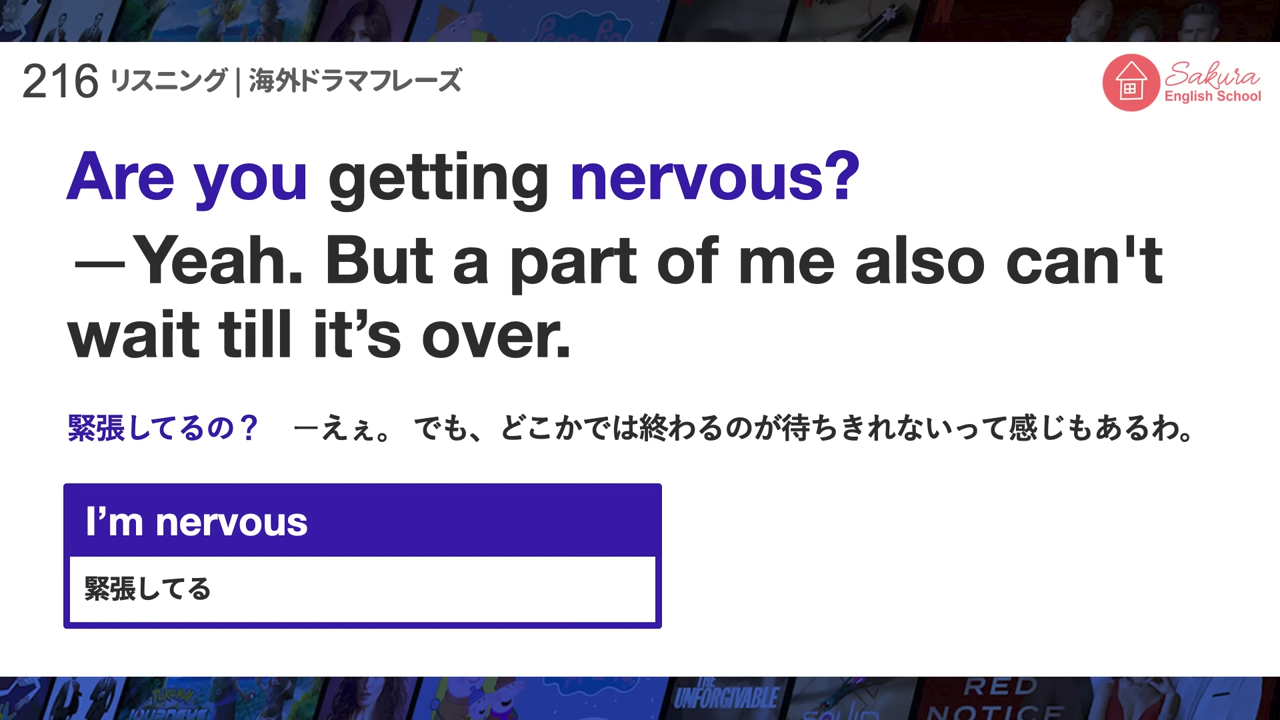 216 リスニング | 海外ドラマフレーズ
Sakura
English School
Are you getting nervous?
—Yeah. But a part of me also can't
wait till it’s over.
緊張してるの？ ―えぇ。 でも、どこかでは終わるのが待ちきれないって感じもあるわ。
I’m nervous
緊張してる
THE
UNFORGIVABLE
RED
NOTICE